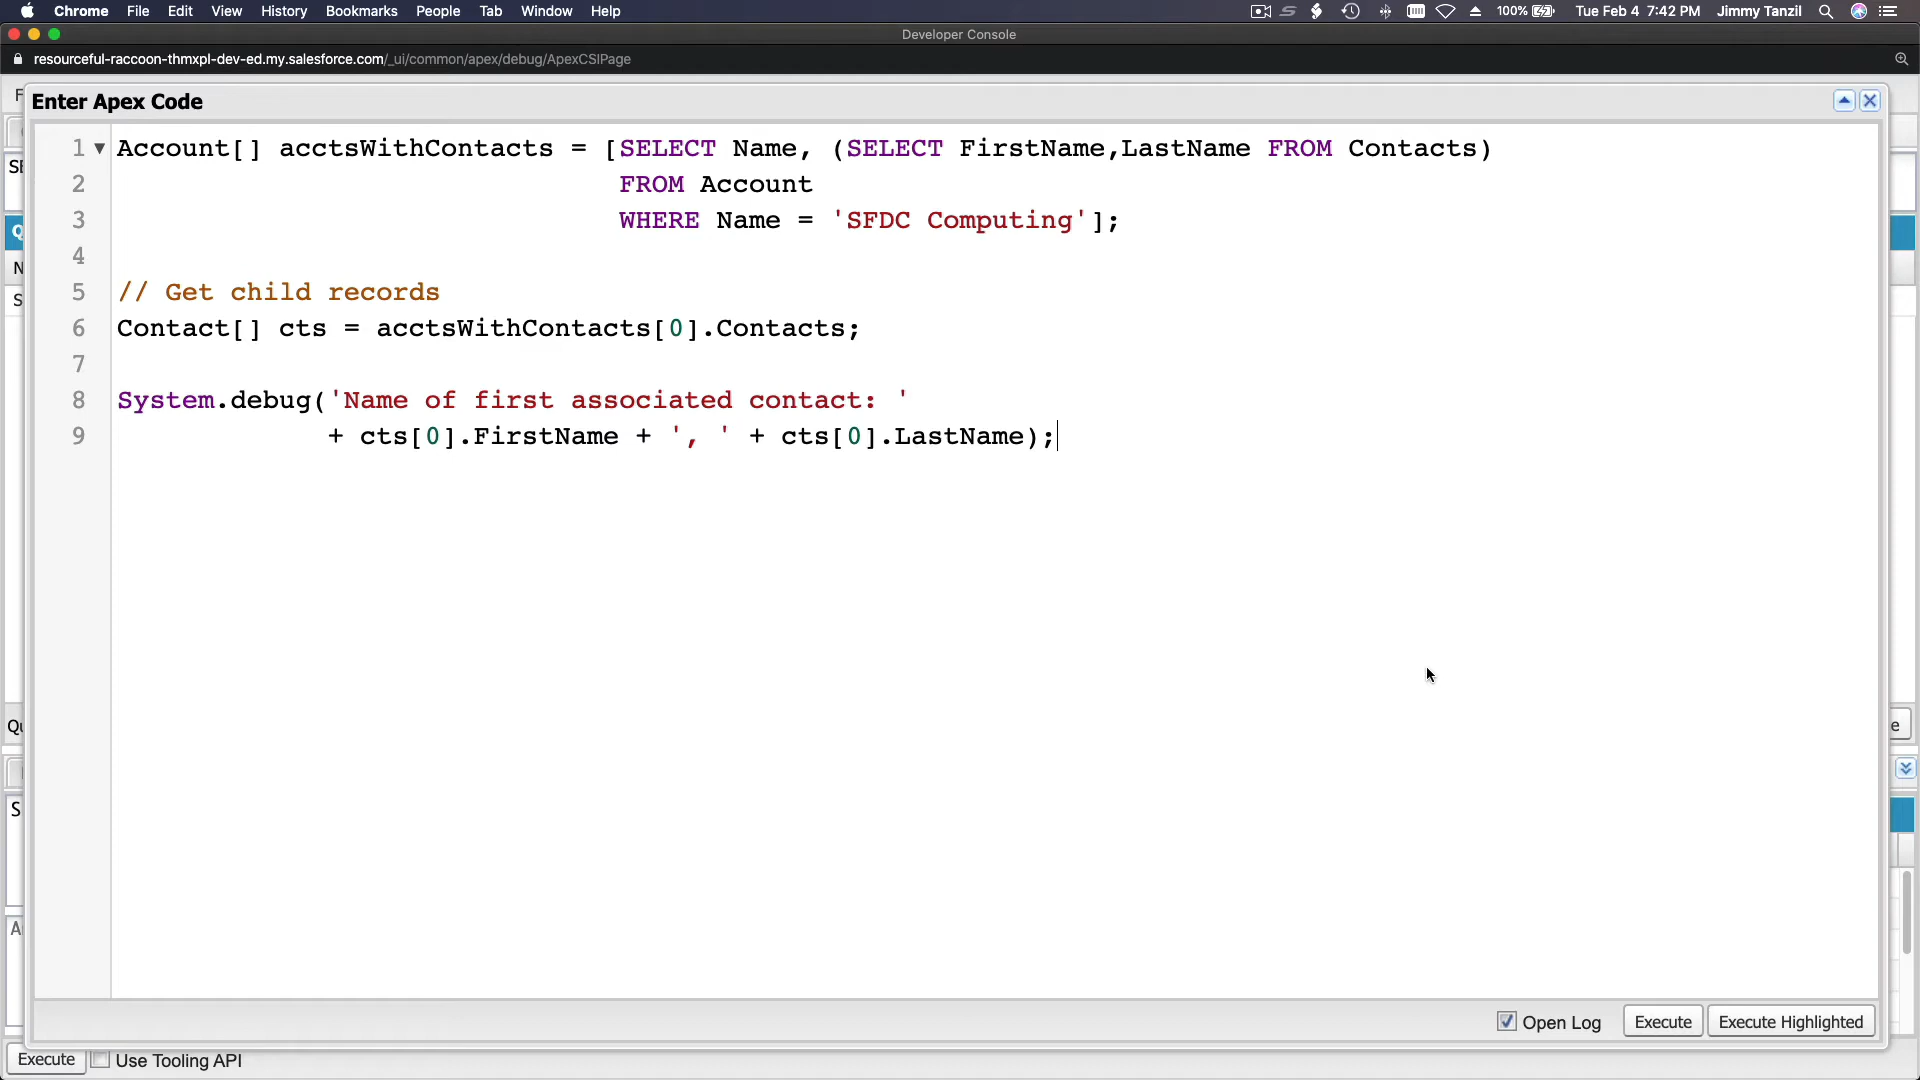 Chrome File Edit View History Bookmarks People Tab Window Help 100% Tue Feb 4 7:42 PM Jimmy Tanzil
Developer Console
resourceful-raccoon-thmxpl-dev-ed.my.salesforce.com/_ui/common/apex/debug/ApexCSIPage
Enter Apex Code
1 Account[] acctsWithContacts = [SELECT Name, (SELECT FirstName,LastName FROM Contacts)
2 FROM Account
3 WHERE Name = 'SFDC Computing'];
4
5 // Get child records
6 Contact[] cts = acctsWithContacts[0].Contacts;
7
8 System.debug('Name of first associated contact: '
9 + cts[0].FirstName + ', ' + cts[0].LastName);
Open Log Execute Execute Highlighted
Execute Use Tooling API